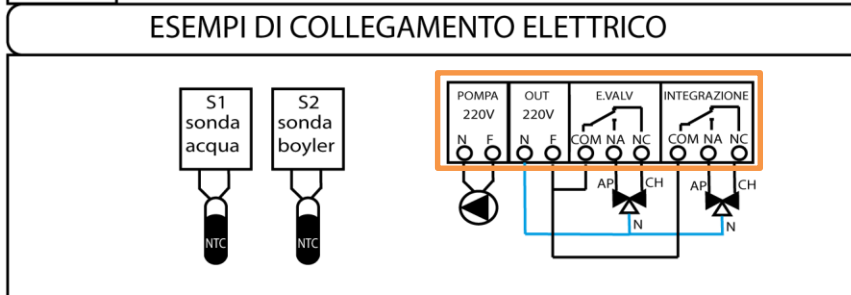 ESEMPI DI COLLEGAMENTO ELETTRICO
S1
sonda
acqua
S2
sonda
boyler
POMPA
220V
N F
OUT
220V
N F
E.VALV
COM NA NC
INTEGRAZIONE
COM NA NC
AP CH
N
AP CH
N
NTC
NTC